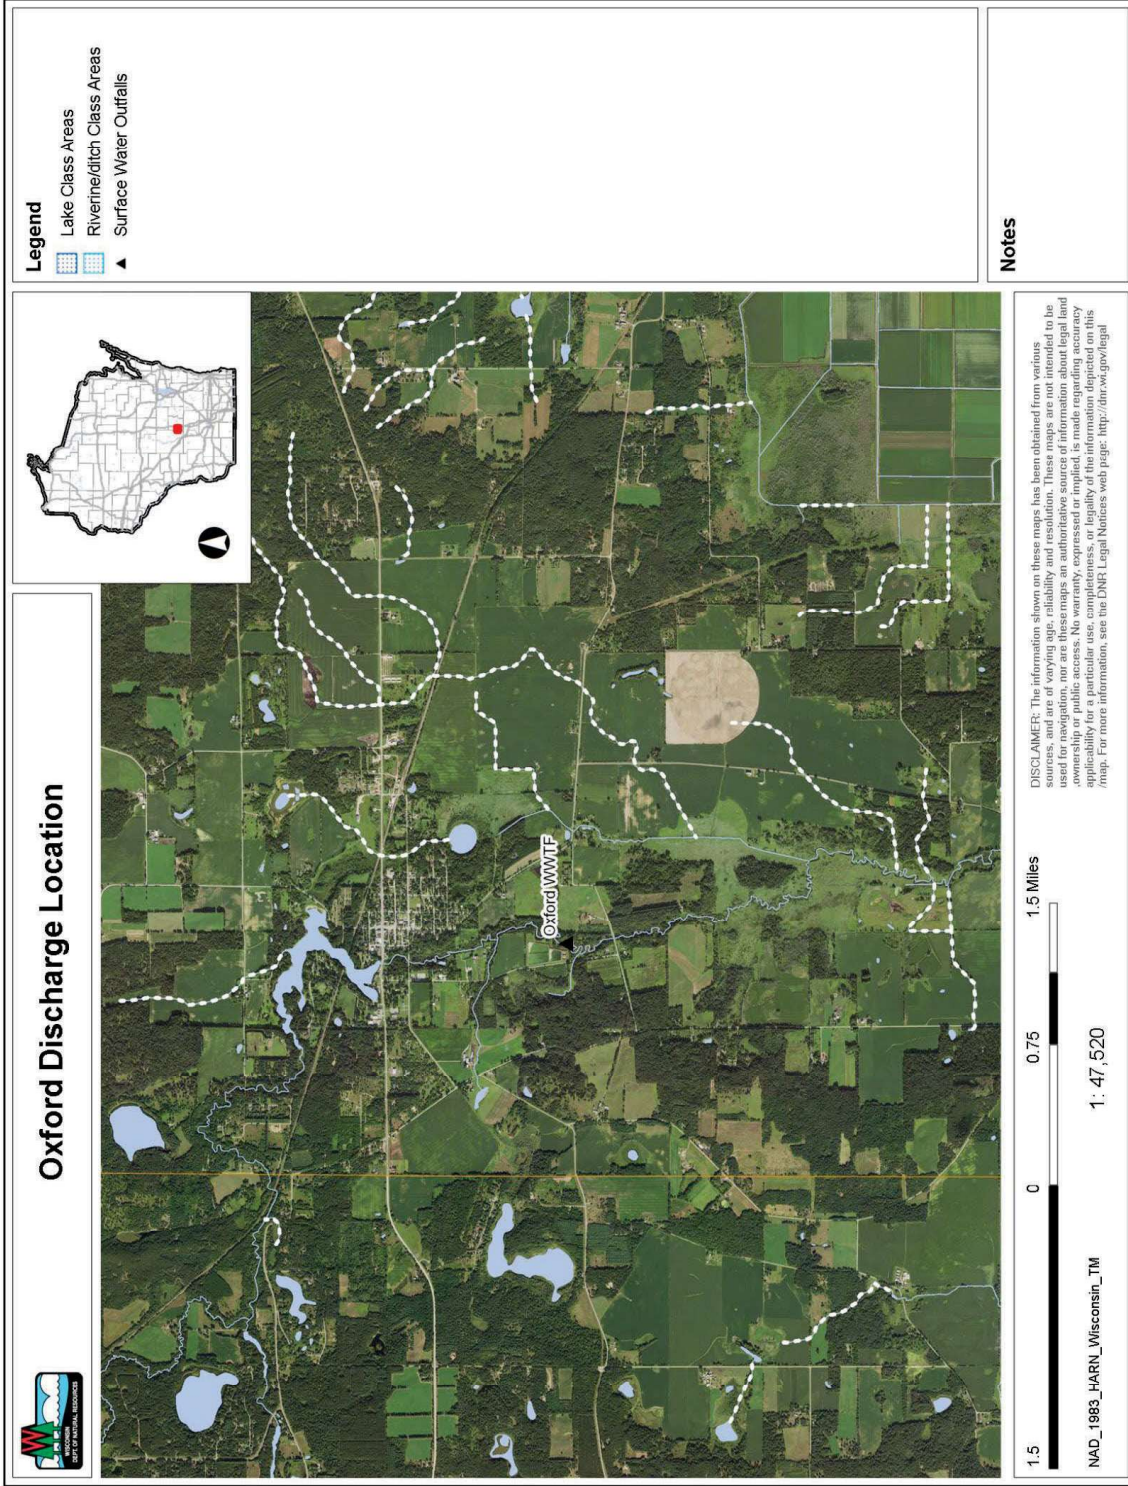 WISCONSIN
DEPT. OF NATURAL RESOURCES
Oxford Discharge Location
Legend
Lake Class Areas
Riverine/ditch Class Areas
Surface Water Outfalls
Oxford WWTF
1.5
0
0.75
1.5 Miles
NAD_1983_HARN_Wisconsin_TM
1: 47,520
DISCLAIMER: The information shown on these maps has been obtained from various
sources, and are of varying age, reliability and resolution. These maps are not intended to be
used for navigation, nor are these maps an authoritative source of information about legal land
,ownership or public access. No warranty, expressed or implied, is made regarding accuracy
applicability for a particular use, completeness, or legality of the information depicted on this
/map. For more information, see the DNR Legal Notices web page: http://dnr.wi.gov/legal
Notes